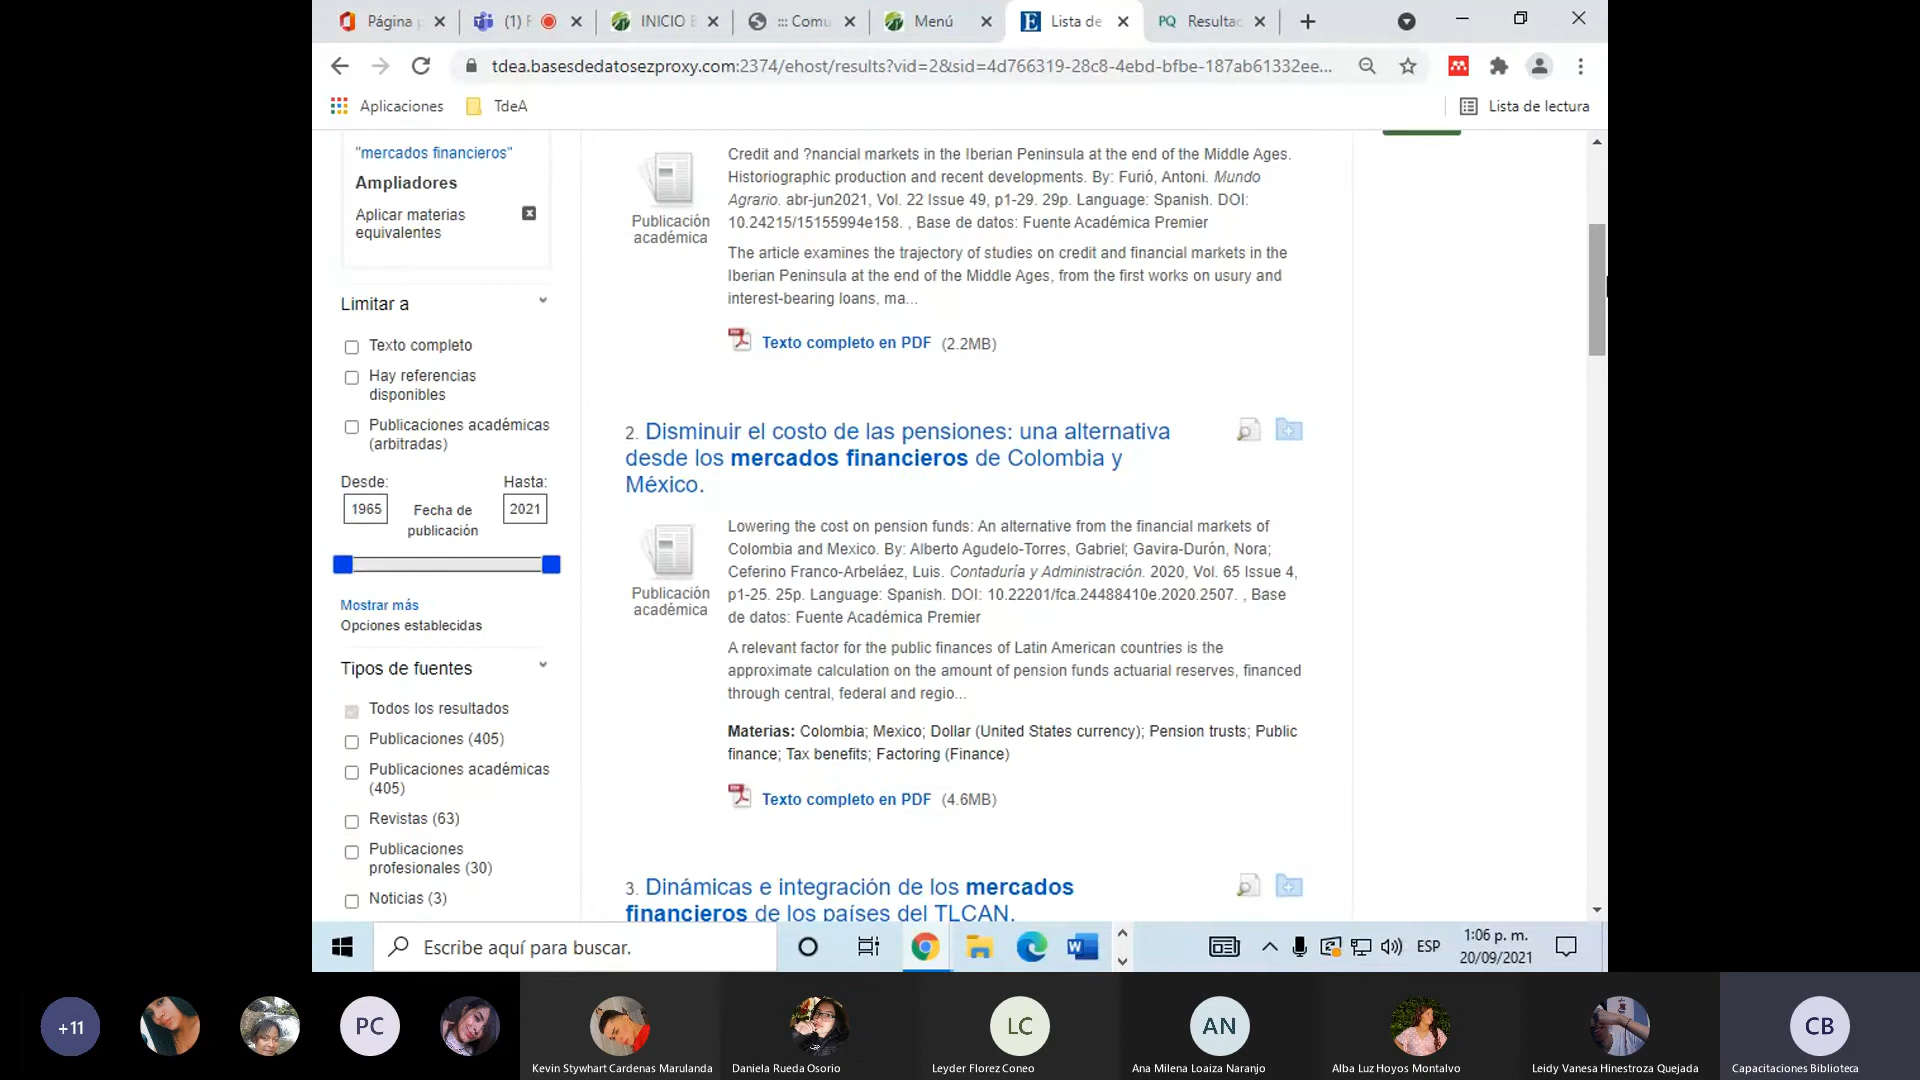 Página
(1)
INICIO
::: Comu
Menú
Lista de
PQ
Resultac
tdea.basesdedatosezproxy.com:2374/ehost/results?vid=2&sid=4d766319-28c8-4ebd-bfbe-187ab61332ee...
Aplicaciones
TdeA
Lista de lectura
"mercados financieros"
Ampliadores
Aplicar materias
equivalentes
Limitar a
Texto completo
Hay referencias
disponibles
Publicaciones académicas
(arbitradas)
Desde:
Hasta:
1965
Fecha de
publicación
2021
Mostrar más
Opciones establecidas
Tipos de fuentes
Todos los resultados
Publicaciones (405)
Publicaciones académicas
(405)
Revistas (63)
Publicaciones
profesionales (30)
Noticias (3)
Publicación
académica
Credit and ?nancial markets in the Iberian Peninsula at the end of the Middle Ages.
Historiographic production and recent developments. By: Furió, Antoni. Mundo
Agrario. abr-jun2021, Vol. 22 Issue 49, p1-29. 29p. Language: Spanish. DOI:
10.24215/15155994e158. , Base de datos: Fuente Académica Premier
The article examines the trajectory of studies on credit and financial markets in the
Iberian Peninsula at the end of the Middle Ages, from the first works on usury and
interest-bearing loans, ma...
Texto completo en PDF (2.2MB)
2. Disminuir el costo de las pensiones: una alternativa
desde los mercados financieros de Colombia y
México.
Publicación
académica
Lowering the cost on pension funds: An alternative from the financial markets of
Colombia and Mexico. By: Alberto Agudelo-Torres, Gabriel; Gavira-Durón, Nora;
Ceferino Franco-Arbeláez, Luis. Contaduría y Administración. 2020, Vol. 65 Issue 4,
p1-25. 25p. Language: Spanish. DOI: 10.22201/fca.24488410e.2020.2507. , Base
de datos: Fuente Académica Premier
A relevant factor for the public finances of Latin American countries is the
approximate calculation on the amount of pension funds actuarial reserves, financed
through central, federal and regio...
Materias: Colombia; Mexico; Dollar (United States currency); Pension trusts; Public
finance; Tax benefits; Factoring (Finance)
Texto completo en PDF (4.6MB)
3. Dinámicas e integración de los mercados
financieros de los países del TLCAN.
Escribe aquí para buscar.
ESP
1:06 p. m.
20/09/2021
+11
PC
Kevin Stywhart Cardenas Marulanda
Daniela Rueda Osorio
LC
Leyder Florez Coneo
AN
Ana Milena Loaiza Naranjo
Alba Luz Hoyos Montalvo
Leidy Vanesa Hinestroza Quejada
CB
Capacitaciones Biblioteca